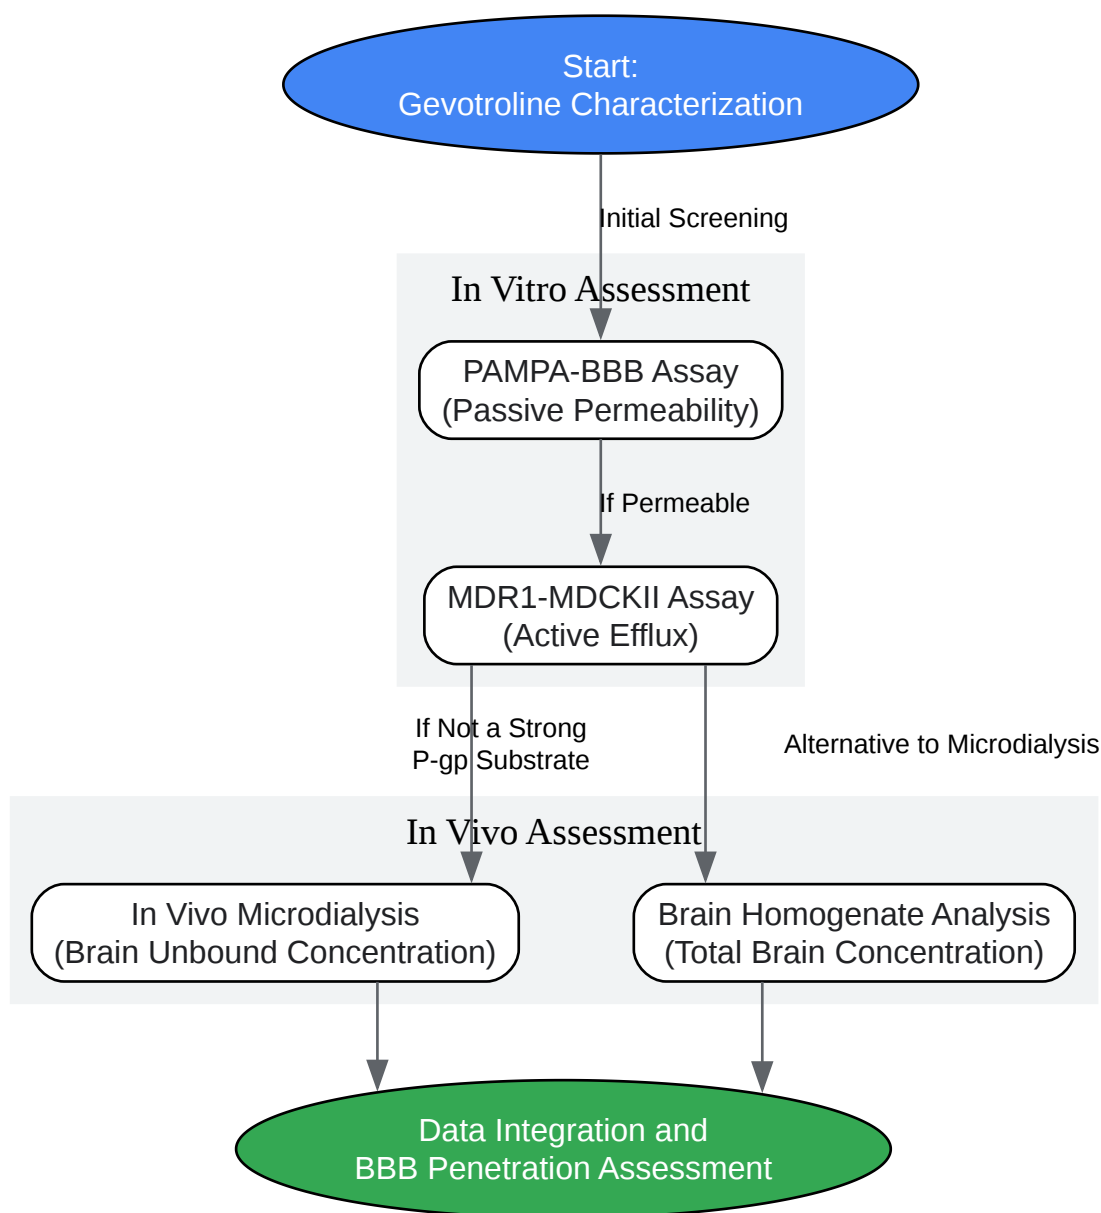 Start:
Gevotroline Characterization
Initial Screening
In Vitro Assessment
PAMPA-BBB Assay
(Passive Permeability)
If Permeable
MDR1-MDCKII Assay
(Active Efflux)
If Not a Strong
P-gp Substrate
Alternative to Microdialysis
In Vivo Assessment
In Vivo Microdialysis
(Brain Unbound Concentration)
Brain Homogenate Analysis
(Total Brain Concentration)
Data Integration and
BBB Penetration Assessment